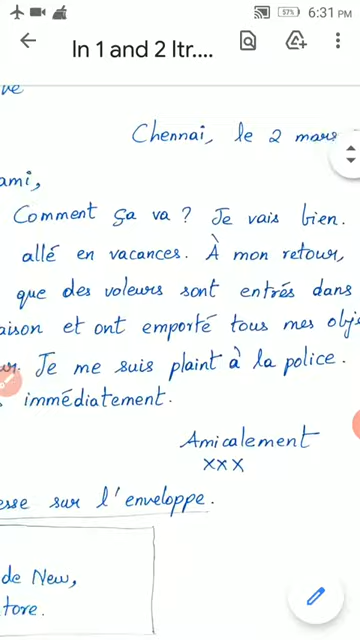 57% 6:31 PM
In 1 and 2 ltr....
Chennai, le 2 mars
ami,
Comment ça va ? Je vais bien.
allé en vacances. À mon retour,
que des voleurs sont entrés dans
aison et ont emporté tous mes obje
ur. Je me suis plaint à la police.
immédiatement.
Amicalement
XXX
esse sur l'enveloppe.
de New,
tore.